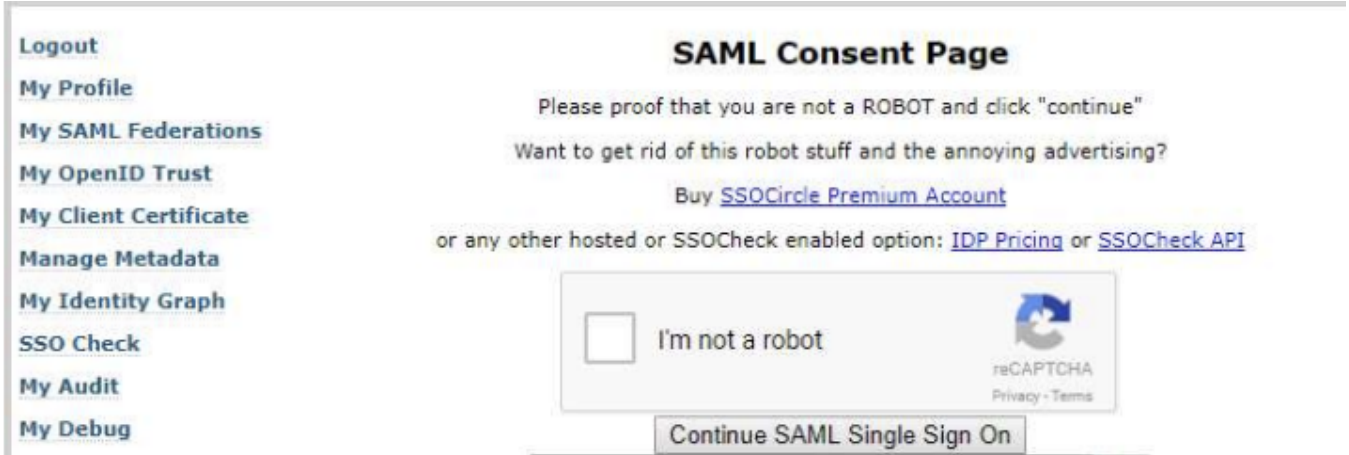 Logout
My Profile
My SAML Federations
My OpenID Trust
My Client Certificate
Manage Metadata
My Identity Graph
SSO Check
My Audit
My Debug
SAML Consent Page
Please proof that you are not a ROBOT and click "continue"
Want to get rid of this robot stuff and the annoying advertising?
Buy SSOCircle Premium Account
or any other hosted or SSOCheck enabled option: IDP Pricing or SSOCheck API
I'm not a robot
reCAPTCHA
Privacy - Terms
Continue SAML Single Sign On